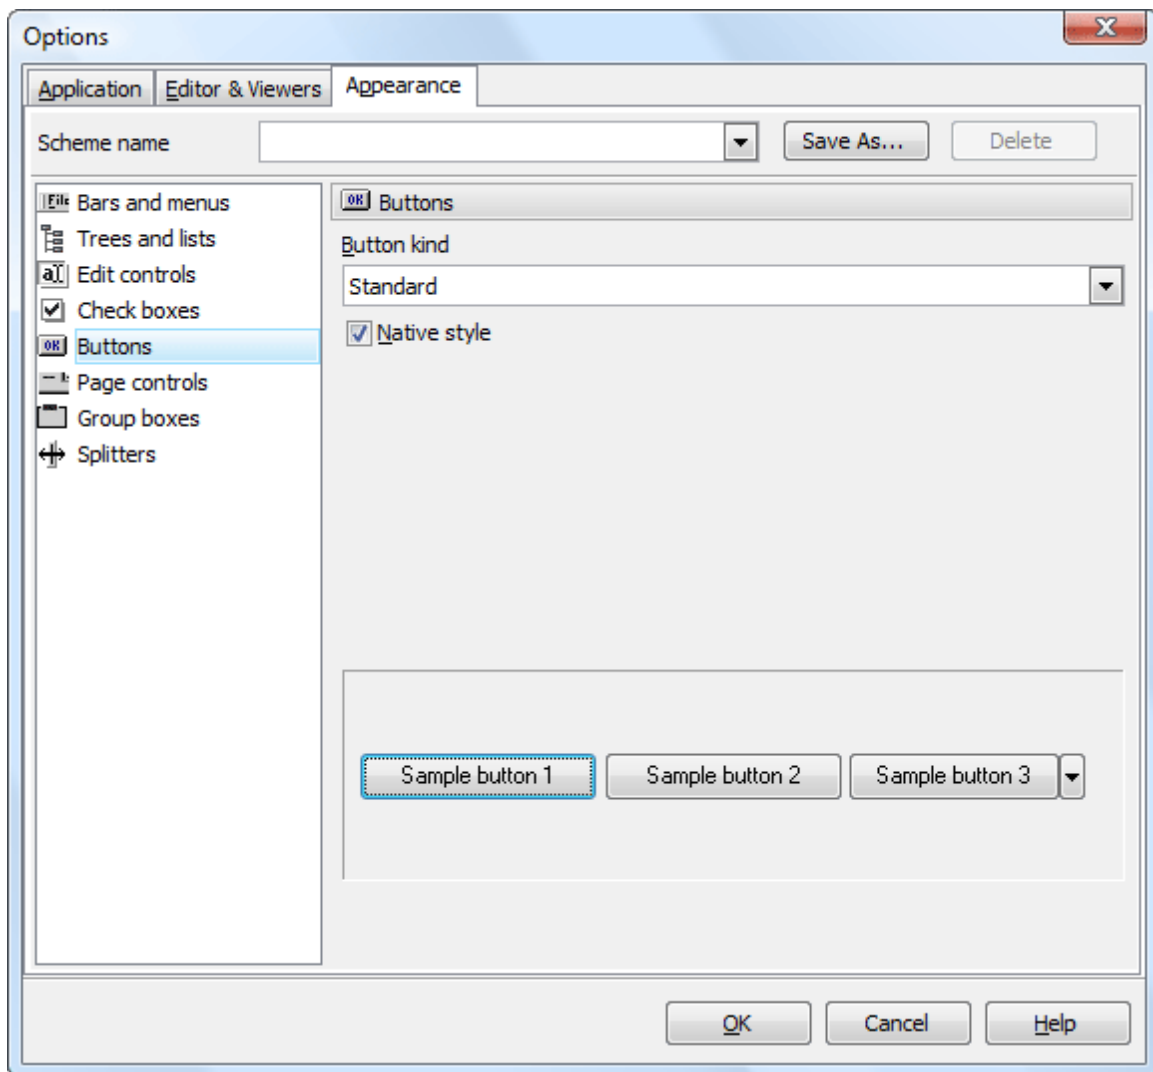 Options
Application Editor & Viewers Appearance
Scheme name Save As... Delete
Bars and menus
Trees and lists
Edit controls
Check boxes
Buttons
Page controls
Group boxes
Splitters
Buttons
Button kind
Standard
Native style
Sample button 1 Sample button 2 Sample button 3
OK Cancel Help